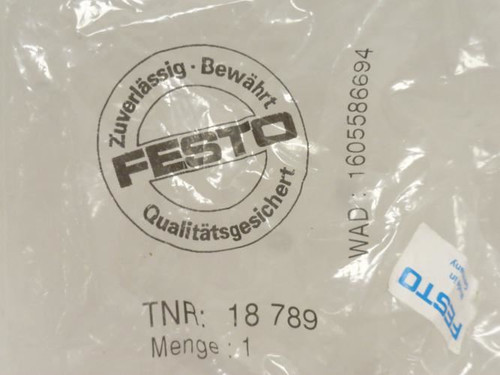 Zuverlässig · Bewährt
FESTO
Qualitätsgesichert
WAD : 1605586694
TNR: 18 789
Menge : 1
FESTO